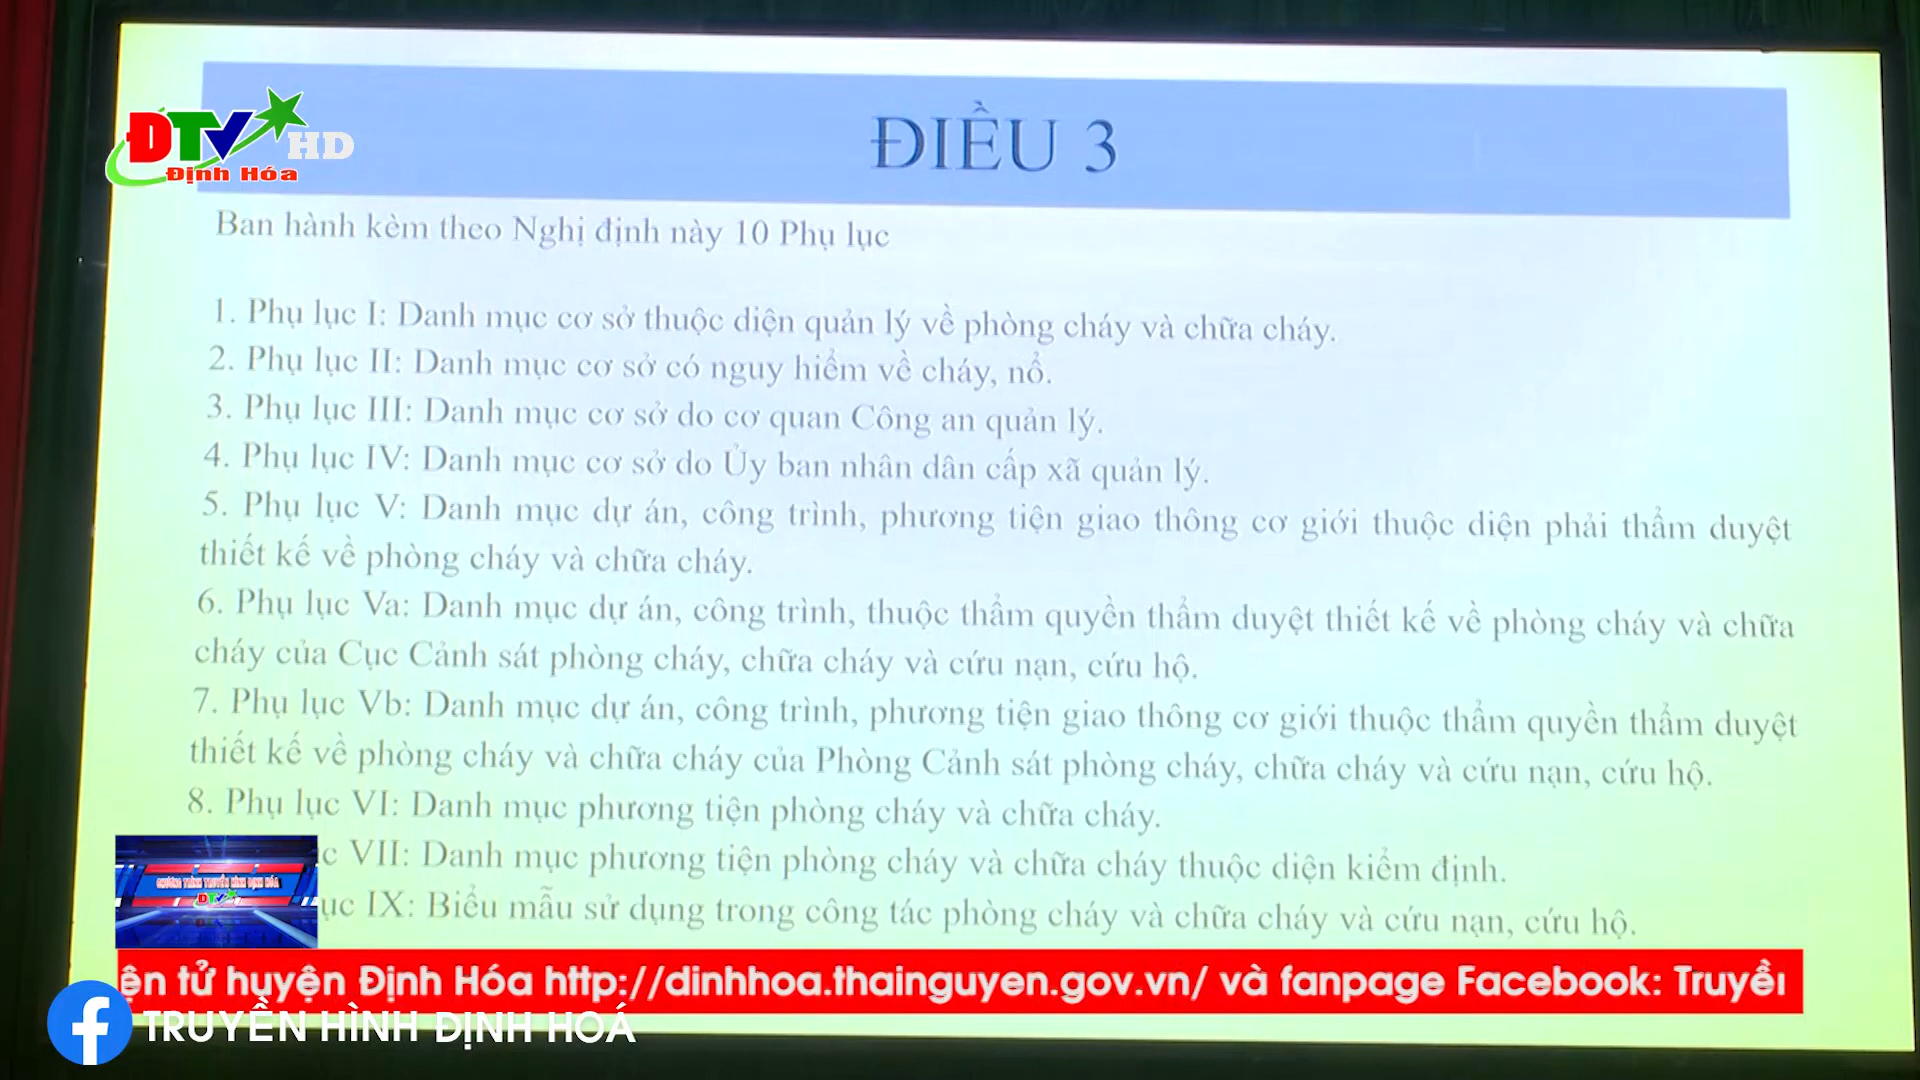 ĐTV HD
Định Hóa
ĐIỀU 3
Ban hành kèm theo Nghị định này 10 Phụ lục
1. Phụ lục I: Danh mục cơ sở thuộc diện quản lý về phòng cháy và chữa cháy.
2. Phụ lục II: Danh mục cơ sở có nguy hiểm về cháy, nổ.
3. Phụ lục III: Danh mục cơ sở do cơ quan Công an quản lý.
4. Phụ lục IV: Danh mục cơ sở do Ủy ban nhân dân cấp xã quản lý.
5. Phụ lục V: Danh mục dự án, công trình, phương tiện giao thông cơ giới thuộc diện phải thẩm duyệt
thiết kế về phòng cháy và chữa cháy.
6. Phụ lục Va: Danh mục dự án, công trình, thuộc thẩm quyền thẩm duyệt thiết kế về phòng cháy và chữa
cháy của Cục Cảnh sát phòng cháy, chữa cháy và cứu nạn, cứu hộ.
7. Phụ lục Vb: Danh mục dự án, công trình, phương tiện giao thông cơ giới thuộc thẩm quyền thẩm duyệt
thiết kế về phòng cháy và chữa cháy của Phòng Cảnh sát phòng cháy, chữa cháy và cứu nạn, cứu hộ.
8. Phụ lục VI: Danh mục phương tiện phòng cháy và chữa cháy.
c VII: Danh mục phương tiện phòng cháy và chữa cháy thuộc diện kiểm định.
ục IX: Biểu mẫu sử dụng trong công tác phòng cháy và chữa cháy và cứu nạn, cứu hộ.
CHƯƠNG TRÌNH TRUYỀN HÌNH ĐỊNH HÓA
ĐTV
ện tử huyện Định Hóa http://dinhhoa.thainguyen.gov.vn/ và fanpage Facebook: Truyền
TRUYỀN HÌNH ĐỊNH HOÁ